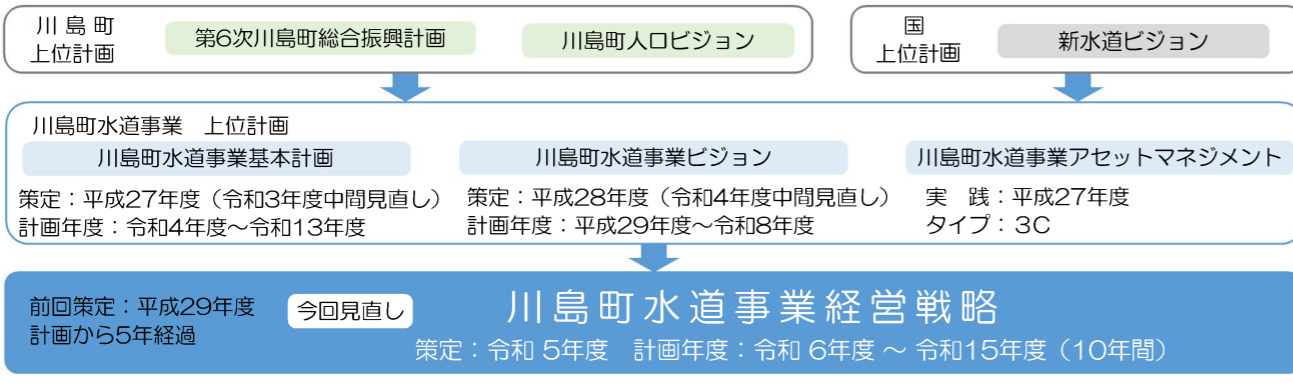 川島町
上位計画
第6次川島町総合振興計画
川島町人口ビジョン
国
上位計画
新水道ビジョン
川島町水道事業 上位計画
川島町水道事業基本計画
策定：平成27年度（令和3年度中間見直し）
計画年度：令和4年度～令和13年度
川島町水道事業ビジョン
策定：平成28年度（令和4年度中間見直し）
計画年度：平成29年度～令和8年度
川島町水道事業アセットマネジメント
実 践：平成27年度
タイプ：3C
前回策定：平成29年度
計画から5年経過
今回見直し
川島町水道事業経営戦略
策定：令和 5年度 計画年度：令和 6年度 ～ 令和15年度（10年間）